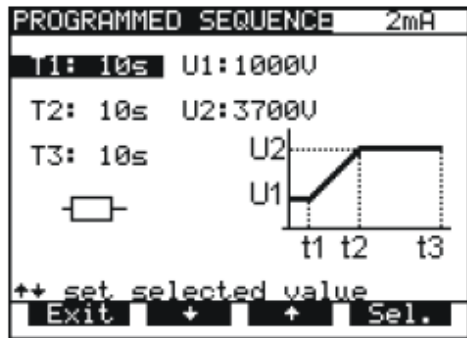 PROGRAMMED SEQUENCE 2mA
T1: 10s U1:1000V
T2: 10s U2:3700V
T3: 10s
U2
U1
t1 t2 t3
↑↓ set selected value
Exit ↓ ↑ Sel.